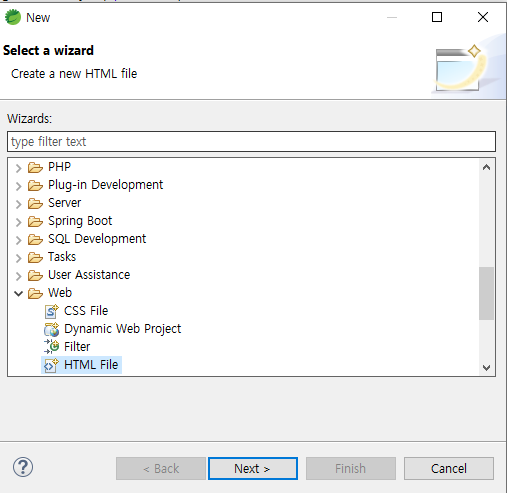 New
Select a wizard
Create a new HTML file
Wizards:
type filter text
PHP
Plug-in Development
Server
Spring Boot
SQL Development
Tasks
User Assistance
Web
CSS File
Dynamic Web Project
Filter
HTML File
?
< Back
Next >
Finish
Cancel